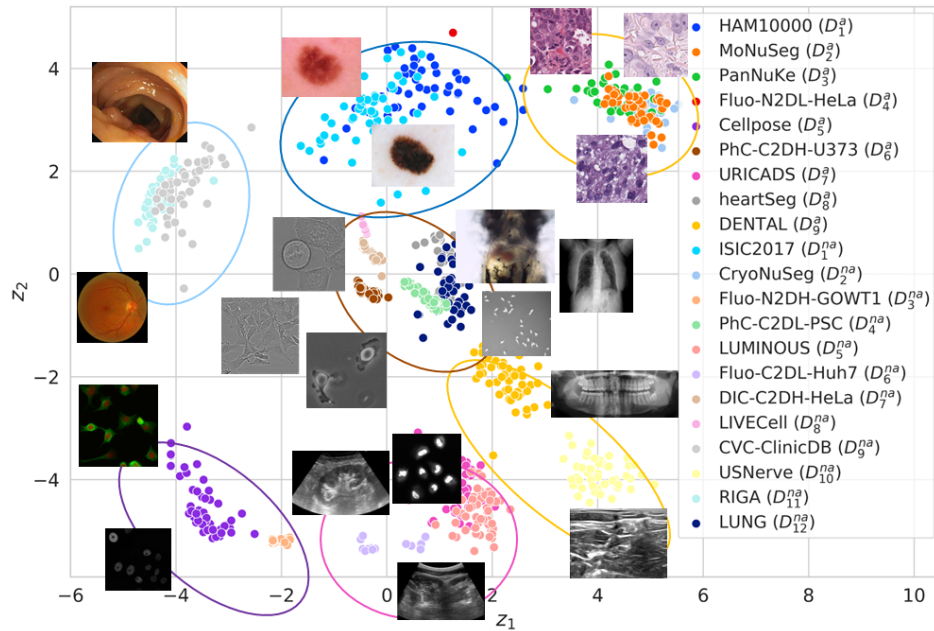 HAM10000 (D₁ᵃ)
MoNuSeg (D₂ᵃ)
PanNuKe (D₃ᵃ)
Fluo-N2DL-HeLa (D₄ᵃ)
Cellpose (D₅ᵃ)
PhC-C2DH-U373 (D₆ᵃ)
URICADS (D₇ᵃ)
heartSeg (D₈ᵃ)
DENTAL (D₉ᵃ)
ISIC2017 (D₁ⁿᵃ)
CryoNuSeg (D₂ⁿᵃ)
Fluo-N2DH-GOWT1 (D₃ⁿᵃ)
PhC-C2DL-PSC (D₄ⁿᵃ)
LUMINOUS (D₅ⁿᵃ)
Fluo-C2DL-Huh7 (D₆ⁿᵃ)
DIC-C2DH-HeLa (D₇ⁿᵃ)
LIVECell (D₈ⁿᵃ)
CVC-ClinicDB (D₉ⁿᵃ)
USNerve (D₁₀ⁿᵃ)
RIGA (D₁₁ⁿᵃ)
LUNG (D₁₂ⁿᵃ)
4
2
0
−2
−4
z₂
−6 −4 −2 0 2 4 6 8 10
z₁